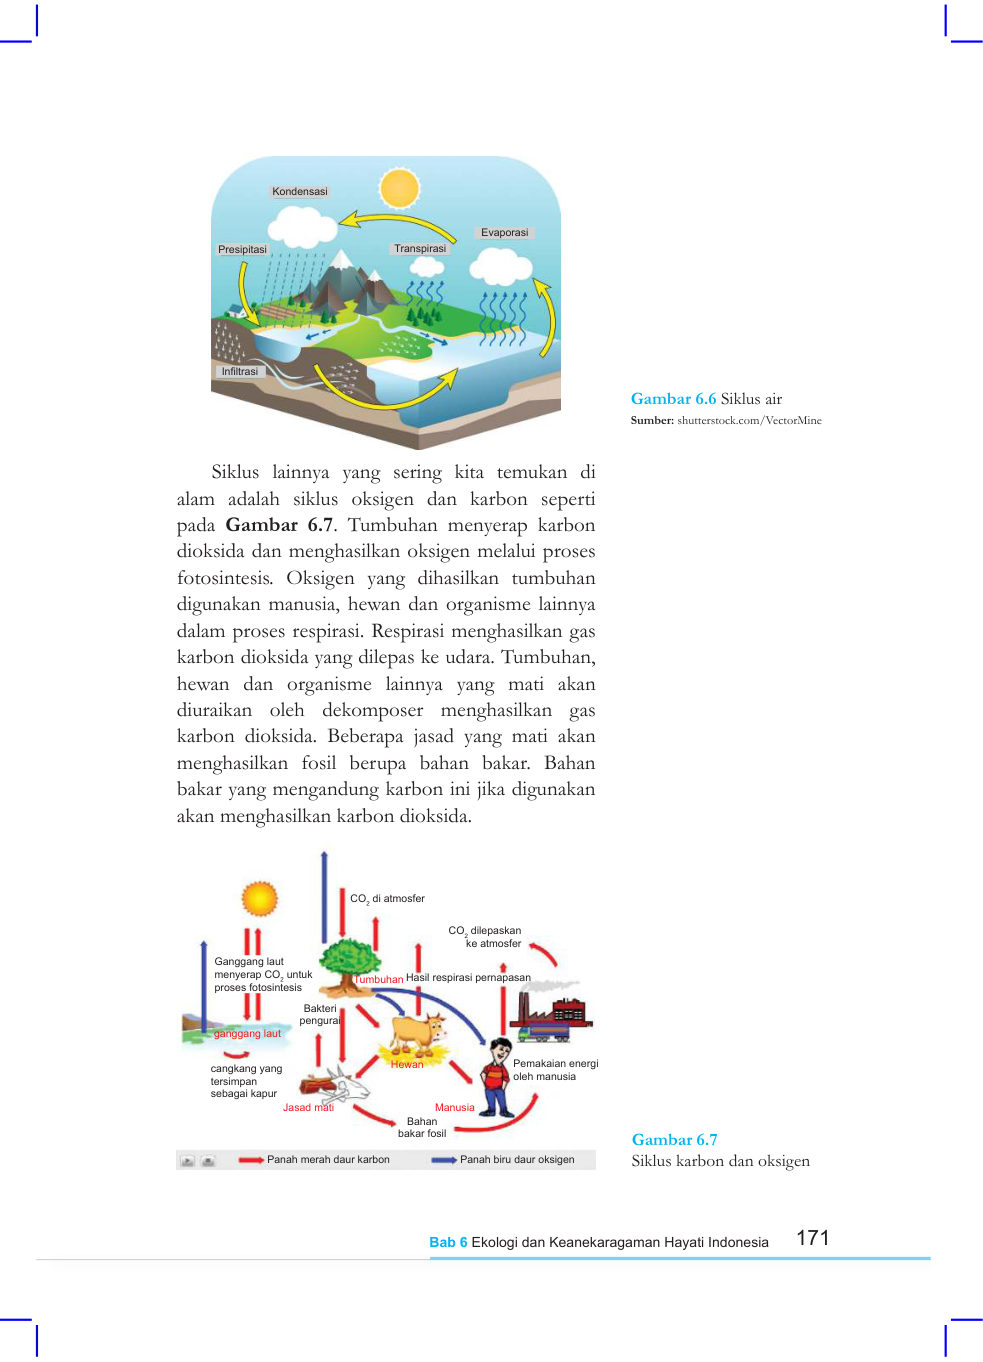 Kondensasi
Evaporasi
Presipitasi
Transpirasi
Infiltrasi
Gambar 6.6 Siklus air
Sumber: shutterstock.com/VectorMine
Siklus lainnya yang sering kita temukan di
alam adalah siklus oksigen dan karbon seperti
pada Gambar 6.7. Tumbuhan menyerap karbon
dioksida dan menghasilkan oksigen melalui proses
fotosintesis. Oksigen yang dihasilkan tumbuhan
digunakan manusia, hewan dan organisme lainnya
dalam proses respirasi. Respirasi menghasilkan gas
karbon dioksida yang dilepas ke udara. Tumbuhan,
hewan dan organisme lainnya yang mati akan
diuraikan oleh dekomposer menghasilkan gas
karbon dioksida. Beberapa jasad yang mati akan
menghasilkan fosil berupa bahan bakar. Bahan
bakar yang mengandung karbon ini jika digunakan
akan menghasilkan karbon dioksida.
CO2 di atmosfer
CO2 dilepaskan
ke atmosfer
Ganggang laut
menyerap CO2 untuk
proses fotosintesis
Tumbuhan
Hasil respirasi pernapasan
Bakteri
pengurai
ganggang laut
Hewan
Pemakaian energi
oleh manusia
cangkang yang
tersimpan
sebagai kapur
Jasad mati
Manusia
Bahan
bakar fosil
Panah merah daur karbon
Panah biru daur oksigen
Gambar 6.7
Siklus karbon dan oksigen
Bab 6 Ekologi dan Keanekaragaman Hayati Indonesia 171